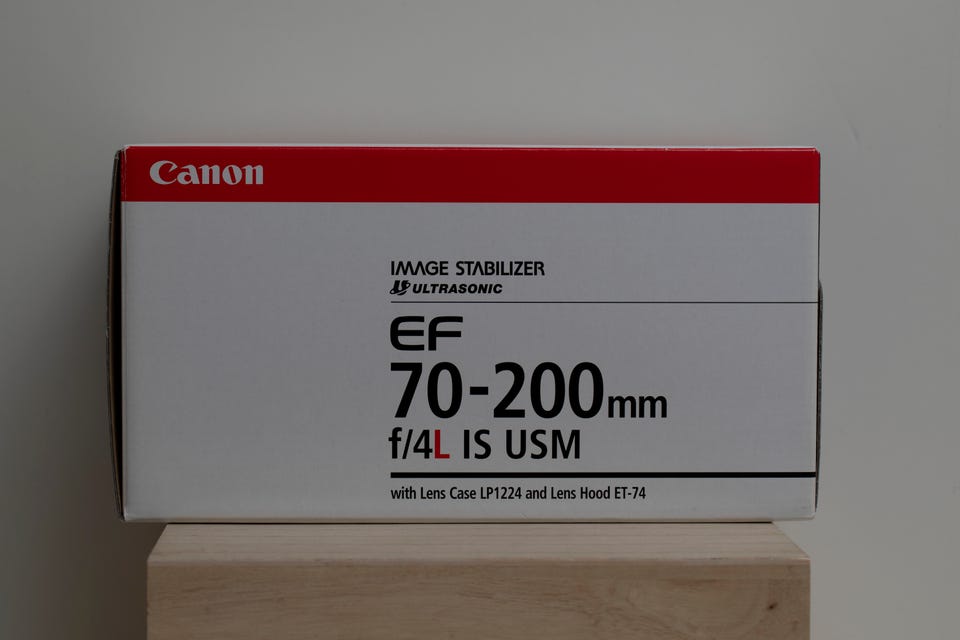 Canon
IMAGE STABILIZER
ULTRASONIC
EF
70-200mm
f/4L IS USM
with Lens Case LP1224 and Lens Hood ET-74